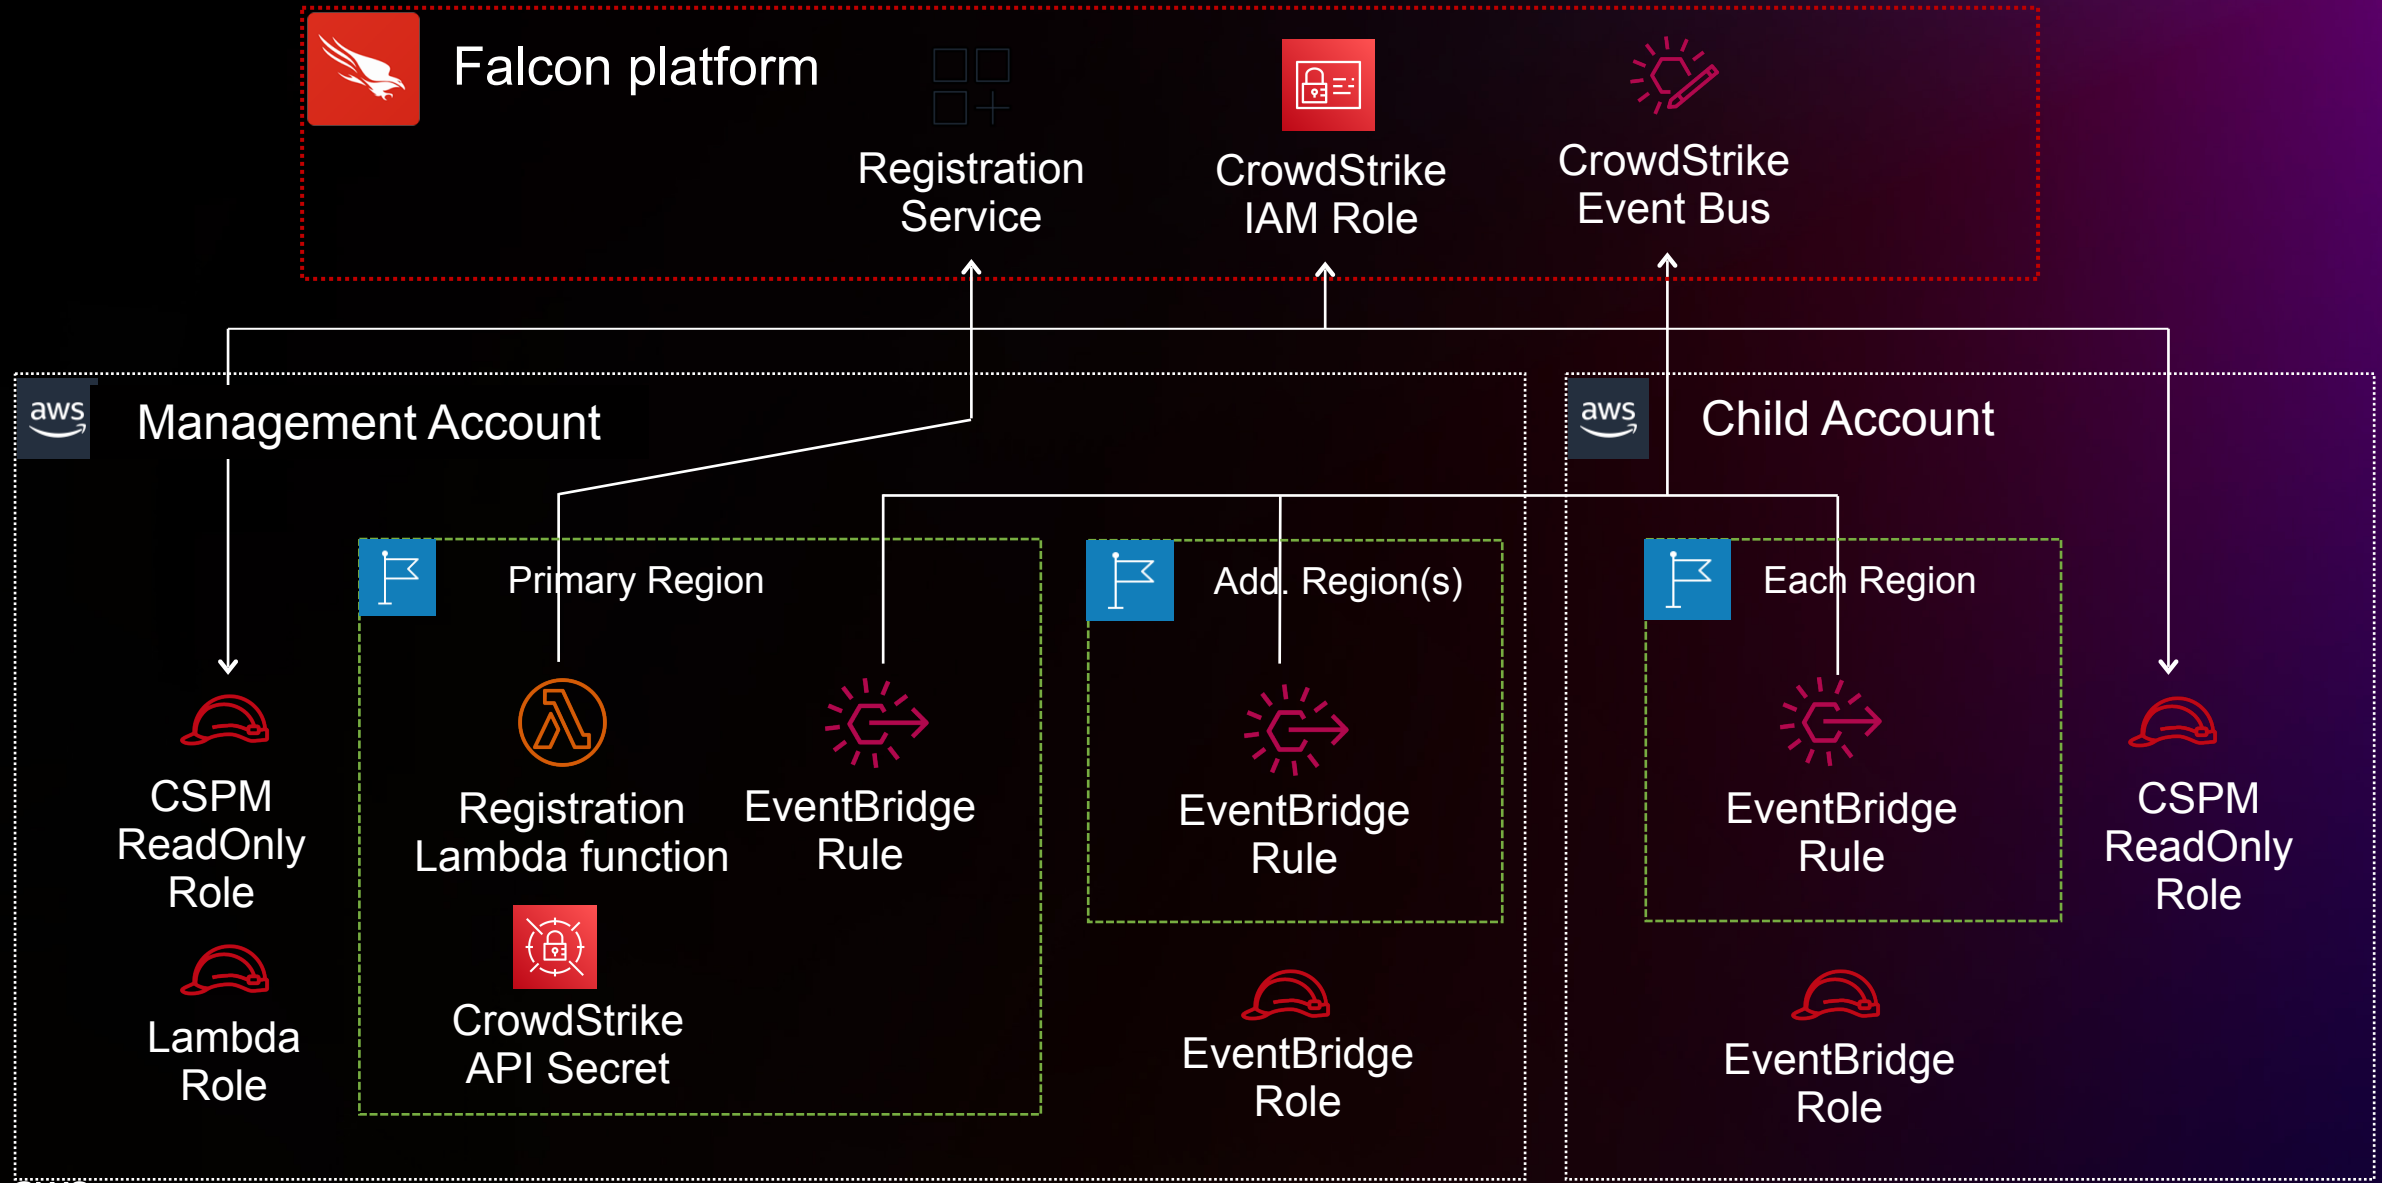 Falcon platform
Registration
Service
CrowdStrike
IAM Role
CrowdStrike
Event Bus
aws
Management Account
aws
Child Account
Primary Region
Add. Region(s)
Each Region
CSPM
ReadOnly
Role
Lambda
Role
Registration
Lambda function
CrowdStrike
API Secret
EventBridge
Rule
EventBridge
Rule
EventBridge
Role
EventBridge
Rule
EventBridge
Role
CSPM
ReadOnly
Role